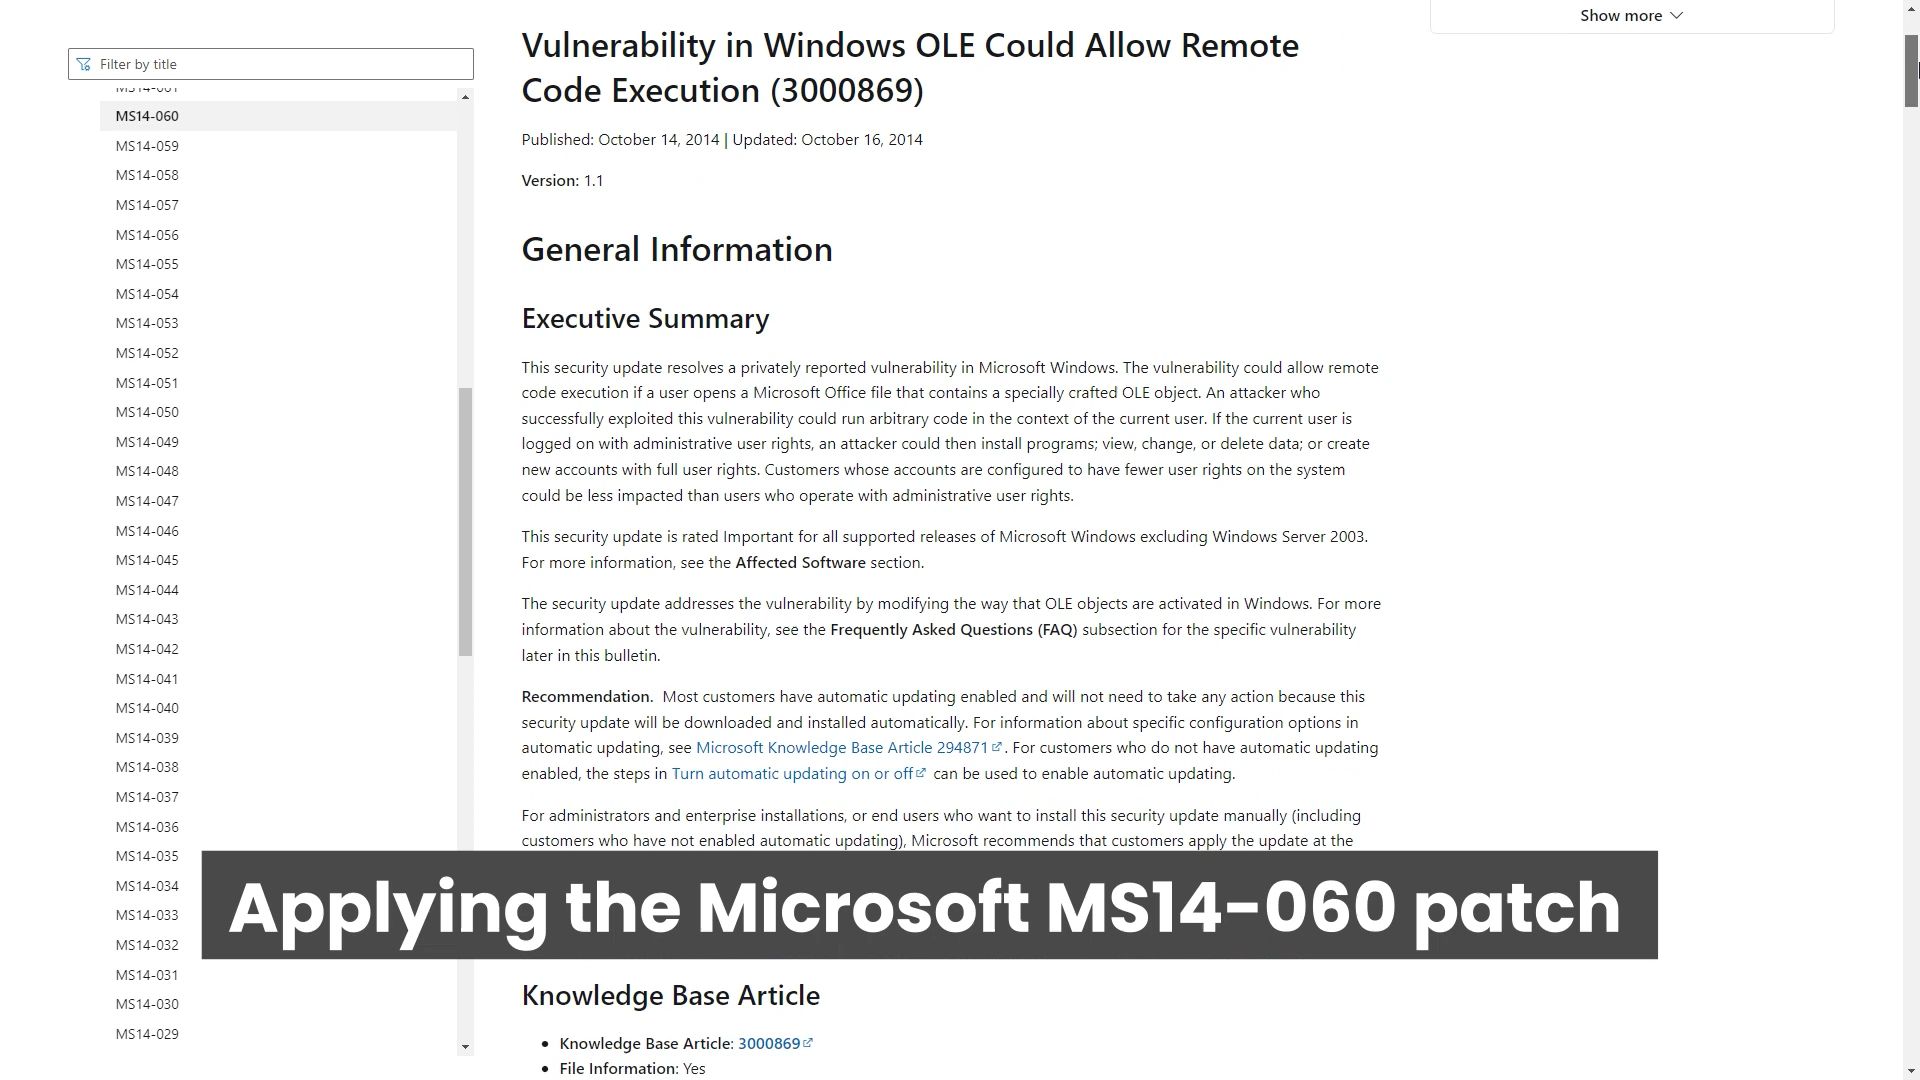 Show more
Filter by title
MS14-061
MS14-060
MS14-059
MS14-058
MS14-057
MS14-056
MS14-055
MS14-054
MS14-053
MS14-052
MS14-051
MS14-050
MS14-049
MS14-048
MS14-047
MS14-046
MS14-045
MS14-044
MS14-043
MS14-042
MS14-041
MS14-040
MS14-039
MS14-038
MS14-037
MS14-036
MS14-035
MS14-034
MS14-033
MS14-032
MS14-031
MS14-030
MS14-029
Vulnerability in Windows OLE Could Allow Remote
Code Execution (3000869)
Published: October 14, 2014 | Updated: October 16, 2014
Version: 1.1
General Information
Executive Summary
This security update resolves a privately reported vulnerability in Microsoft Windows. The vulnerability could allow remote
code execution if a user opens a Microsoft Office file that contains a specially crafted OLE object. An attacker who
successfully exploited this vulnerability could run arbitrary code in the context of the current user. If the current user is
logged on with administrative user rights, an attacker could then install programs; view, change, or delete data; or create
new accounts with full user rights. Customers whose accounts are configured to have fewer user rights on the system
could be less impacted than users who operate with administrative user rights.
This security update is rated Important for all supported releases of Microsoft Windows excluding Windows Server 2003.
For more information, see the Affected Software section.
The security update addresses the vulnerability by modifying the way that OLE objects are activated in Windows. For more
information about the vulnerability, see the Frequently Asked Questions (FAQ) subsection for the specific vulnerability
later in this bulletin.
Recommendation. Most customers have automatic updating enabled and will not need to take any action because this
security update will be downloaded and installed automatically. For information about specific configuration options in
automatic updating, see Microsoft Knowledge Base Article 294871. For customers who do not have automatic updating
enabled, the steps in Turn automatic updating on or off can be used to enable automatic updating.
For administrators and enterprise installations, or end users who want to install this security update manually (including
customers who have not enabled automatic updating), Microsoft recommends that customers apply the update at the
Applying the Microsoft MS14-060 patch
Knowledge Base Article
• Knowledge Base Article: 3000869
• File Information: Yes